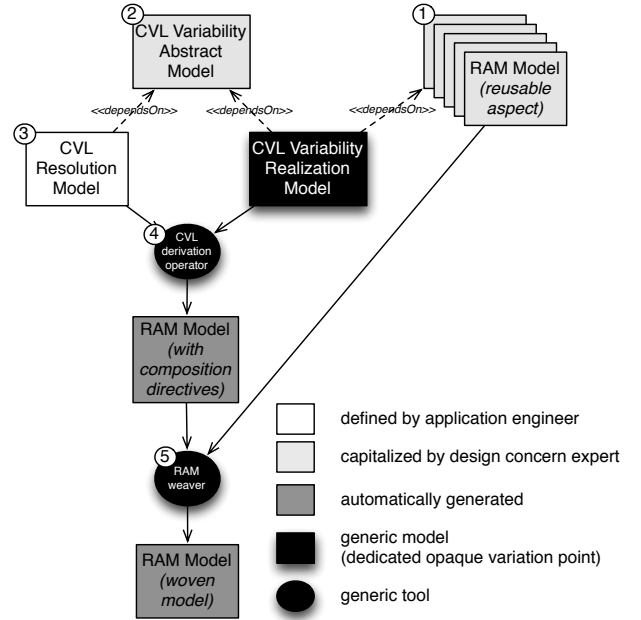 2
CVL Variability
Abstract
Model
1
RAM Model
(reusable
aspect)
<<dependsOn>>
<<dependsOn>>
<<dependsOn>>
3
CVL
Resolution
Model
CVL Variability
Realization
Model
4
CVL
derivation
operator
RAM Model
(with
composition
directives)
5
RAM
weaver
RAM Model
(woven
model)
defined by application engineer
capitalized by design concern expert
automatically generated
generic model
(dedicated opaque variation point)
generic tool